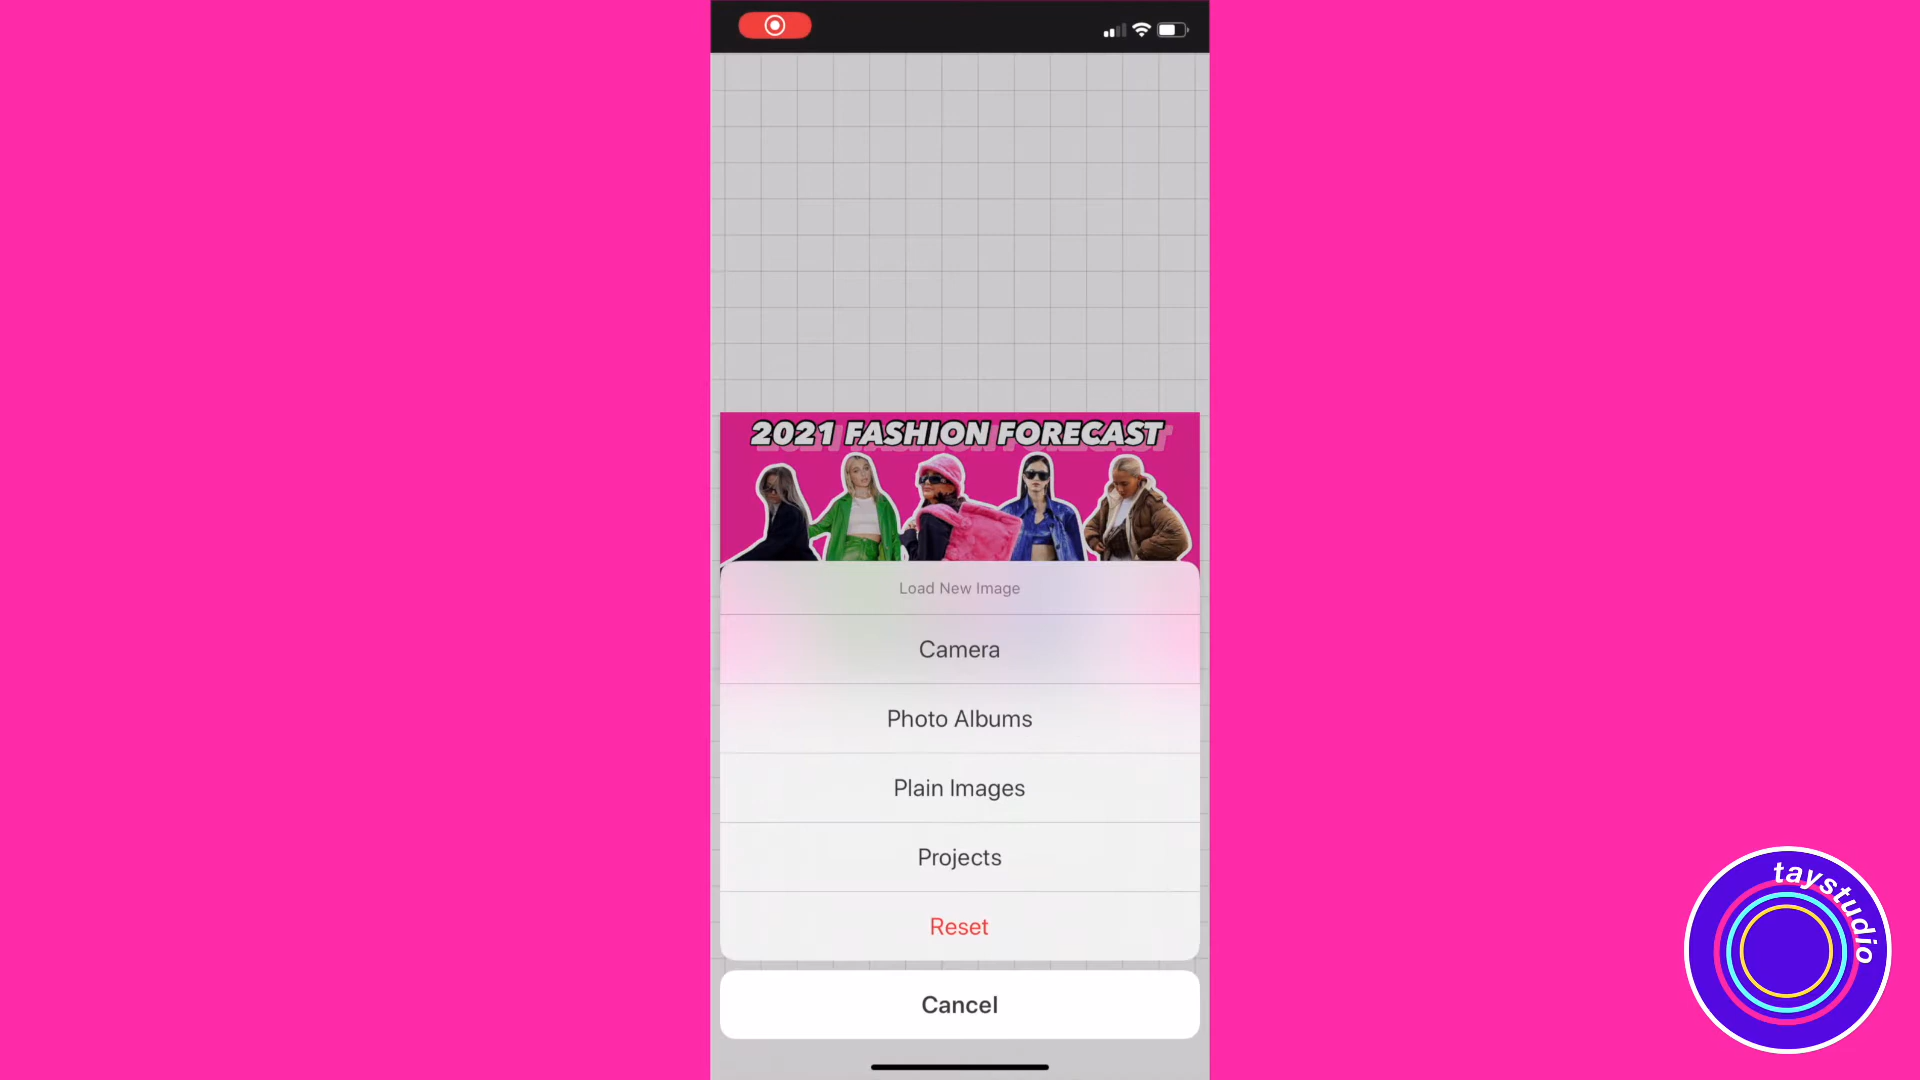 2021 FASHION FORECAST
Load New Image
Camera
Photo Albums
Plain Images
Projects
Reset
Cancel
taystudio